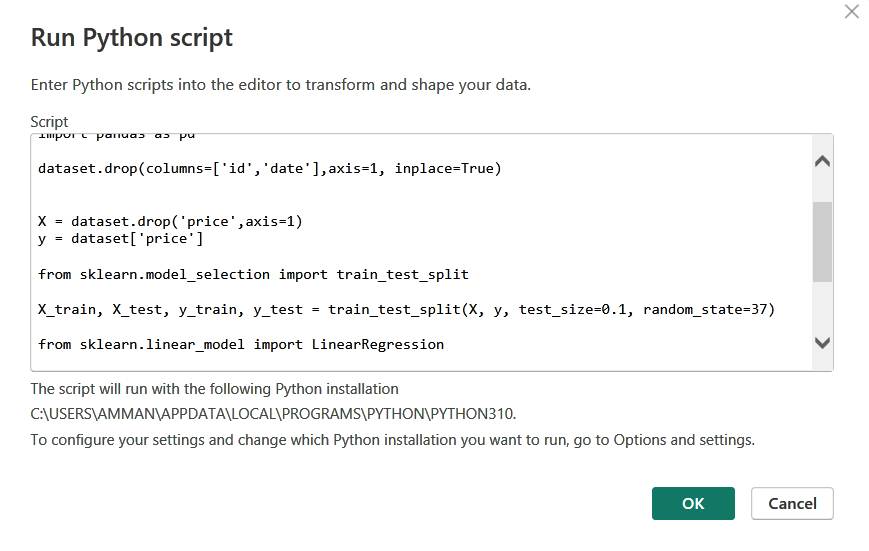 Run Python script
Enter Python scripts into the editor to transform and shape your data.
Script
import pandas as pd
dataset.drop(columns=['id','date'],axis=1, inplace=True)
X = dataset.drop('price',axis=1)
y = dataset['price']
from sklearn.model_selection import train_test_split
X_train, X_test, y_train, y_test = train_test_split(X, y, test_size=0.1, random_state=37)
from sklearn.linear_model import LinearRegression
The script will run with the following Python installation
C:\USERS\AMMAN\APPDATA\LOCAL\PROGRAMS\PYTHON\PYTHON310.
To configure your settings and change which Python installation you want to run, go to Options and settings.
OK
Cancel